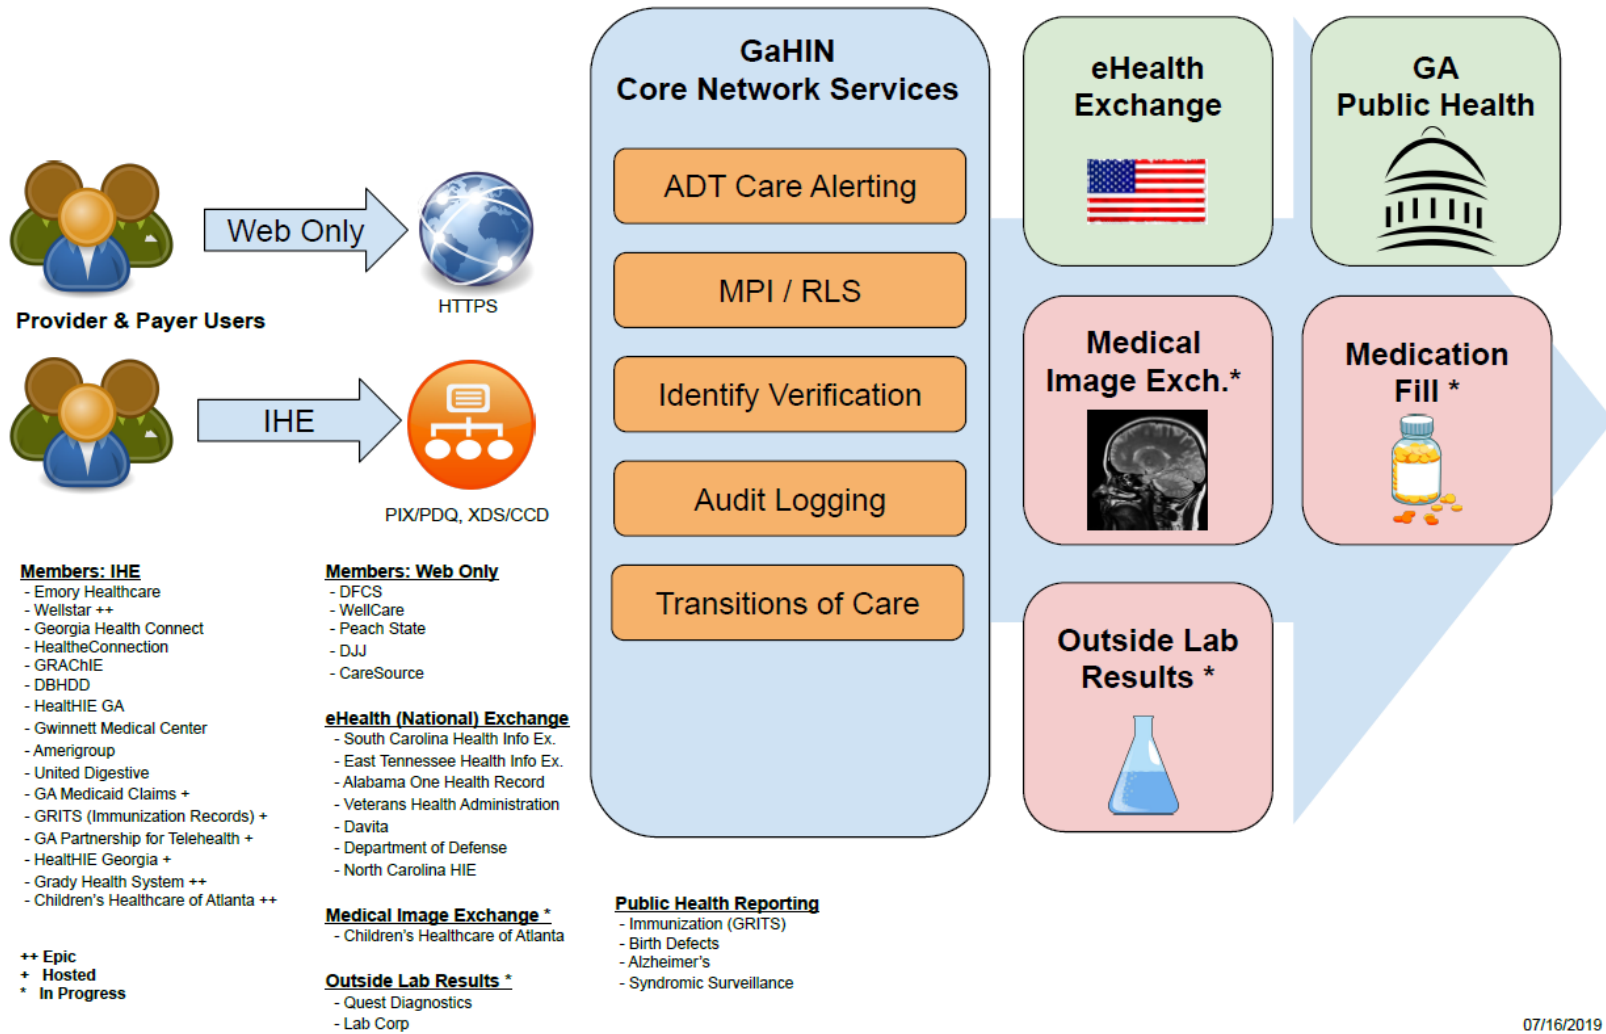 Web Only
HTTPS
Provider & Payer Users
IHE
PIX/PDQ, XDS/CCD
GaHIN
Core Network Services
ADT Care Alerting
MPI / RLS
Identify Verification
Audit Logging
Transitions of Care
eHealth
Exchange
GA
Public Health
Medical
Image Exch.*
Medication
Fill *
Outside Lab
Results *
Members: IHE
- Emory Healthcare
- Wellstar ++
- Georgia Health Connect
- HealtheConnection
- GRAChIE
- DBHDD
- HealtHIE GA
- Gwinnett Medical Center
- Amerigroup
- United Digestive
- GA Medicaid Claims +
- GRITS (Immunization Records) +
- GA Partnership for Telehealth +
- HealtHIE Georgia +
- Grady Health System ++
- Children's Healthcare of Atlanta ++
++ Epic
+ Hosted
* In Progress
Members: Web Only
- DFCS
- WellCare
- Peach State
- DJJ
- CareSource
eHealth (National) Exchange
- South Carolina Health Info Ex.
- East Tennessee Health Info Ex.
- Alabama One Health Record
- Veterans Health Administration
- Davita
- Department of Defense
- North Carolina HIE
Medical Image Exchange *
- Children's Healthcare of Atlanta
Outside Lab Results *
- Quest Diagnostics
- Lab Corp
Public Health Reporting
- Immunization (GRITS)
- Birth Defects
- Alzheimer's
- Syndromic Surveillance
07/16/2019